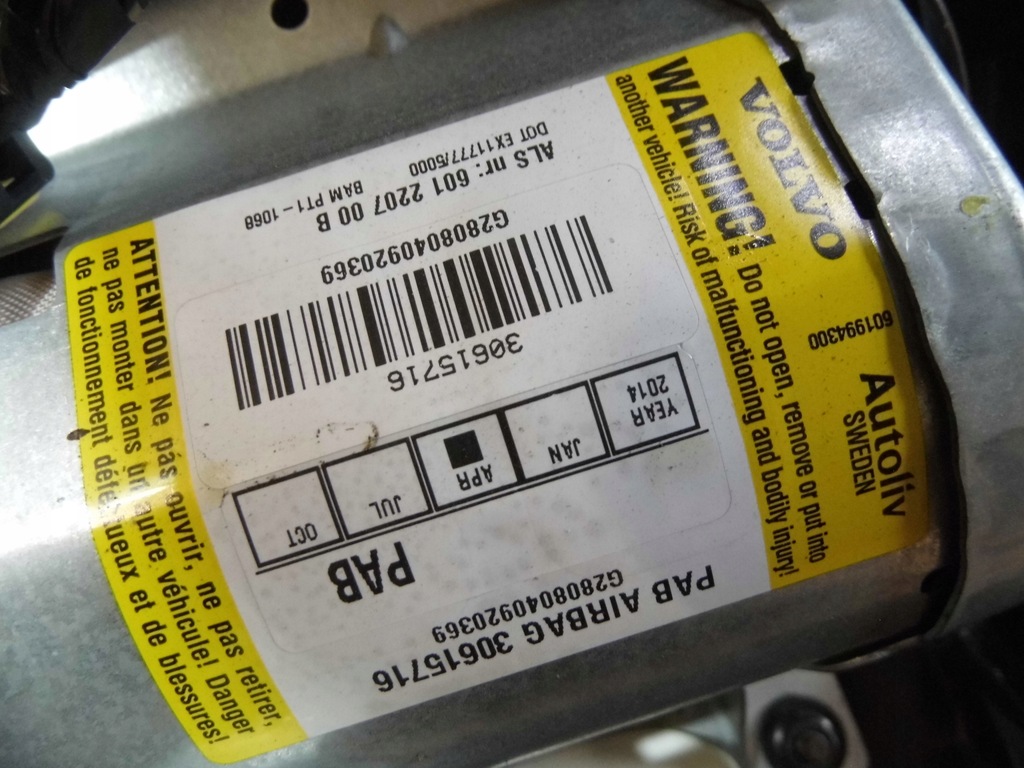 VOLVO
601994300
Autoliv
SWEDEN
WARNING! Do not open, remove or put into
another vehicle! Risk of malfunctioning and bodily injury!
PAB AIRBAG 30615716
G2808040920369
PAB
YEAR
2014
JAN
APR
JUL
OCT
30615716
G2808040920369
ALS nr: 601 2207 00 B
DOT EX11777/5000
BAM PT1-1068
ATTENTION! Ne pas ouvrir, ne pas retirer,
ne pas monter dans un autre véhicule! Danger
de fonctionnement défectueux et de blessures!